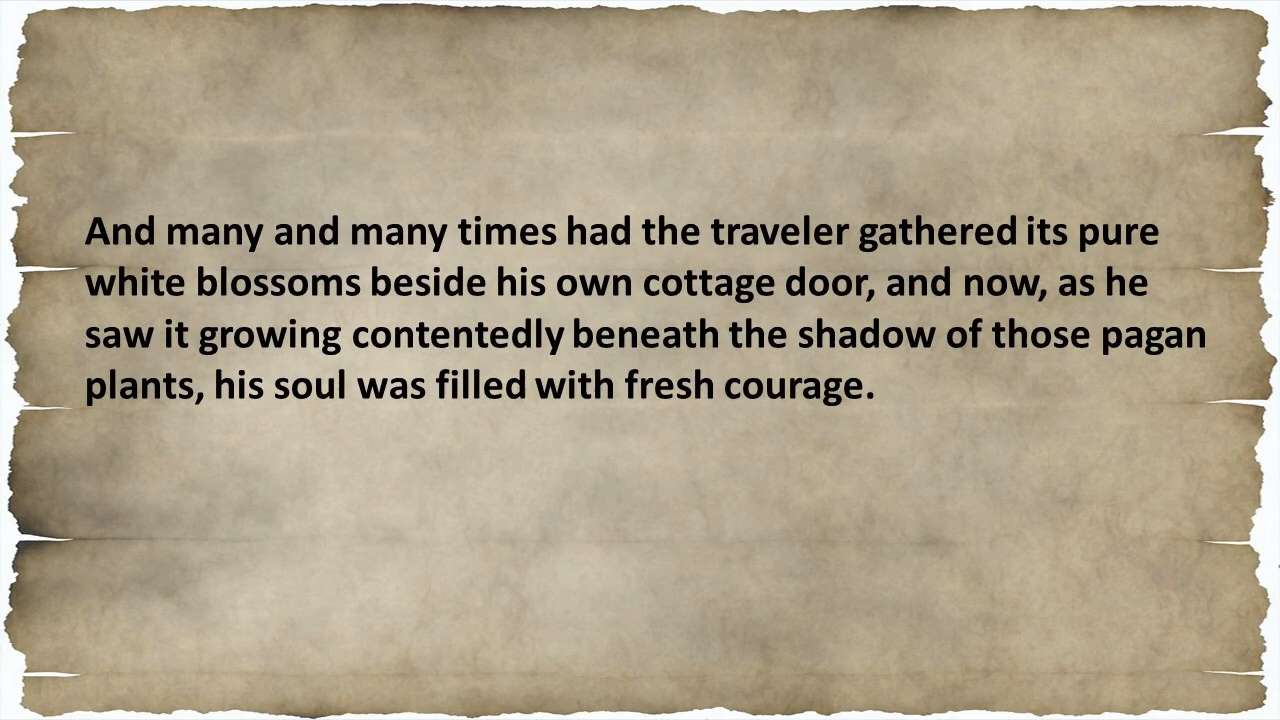 And many and many times had the traveler gathered its pure
white blossoms beside his own cottage door, and now, as he
saw it growing contentedly beneath the shadow of those pagan
plants, his soul was filled with fresh courage.